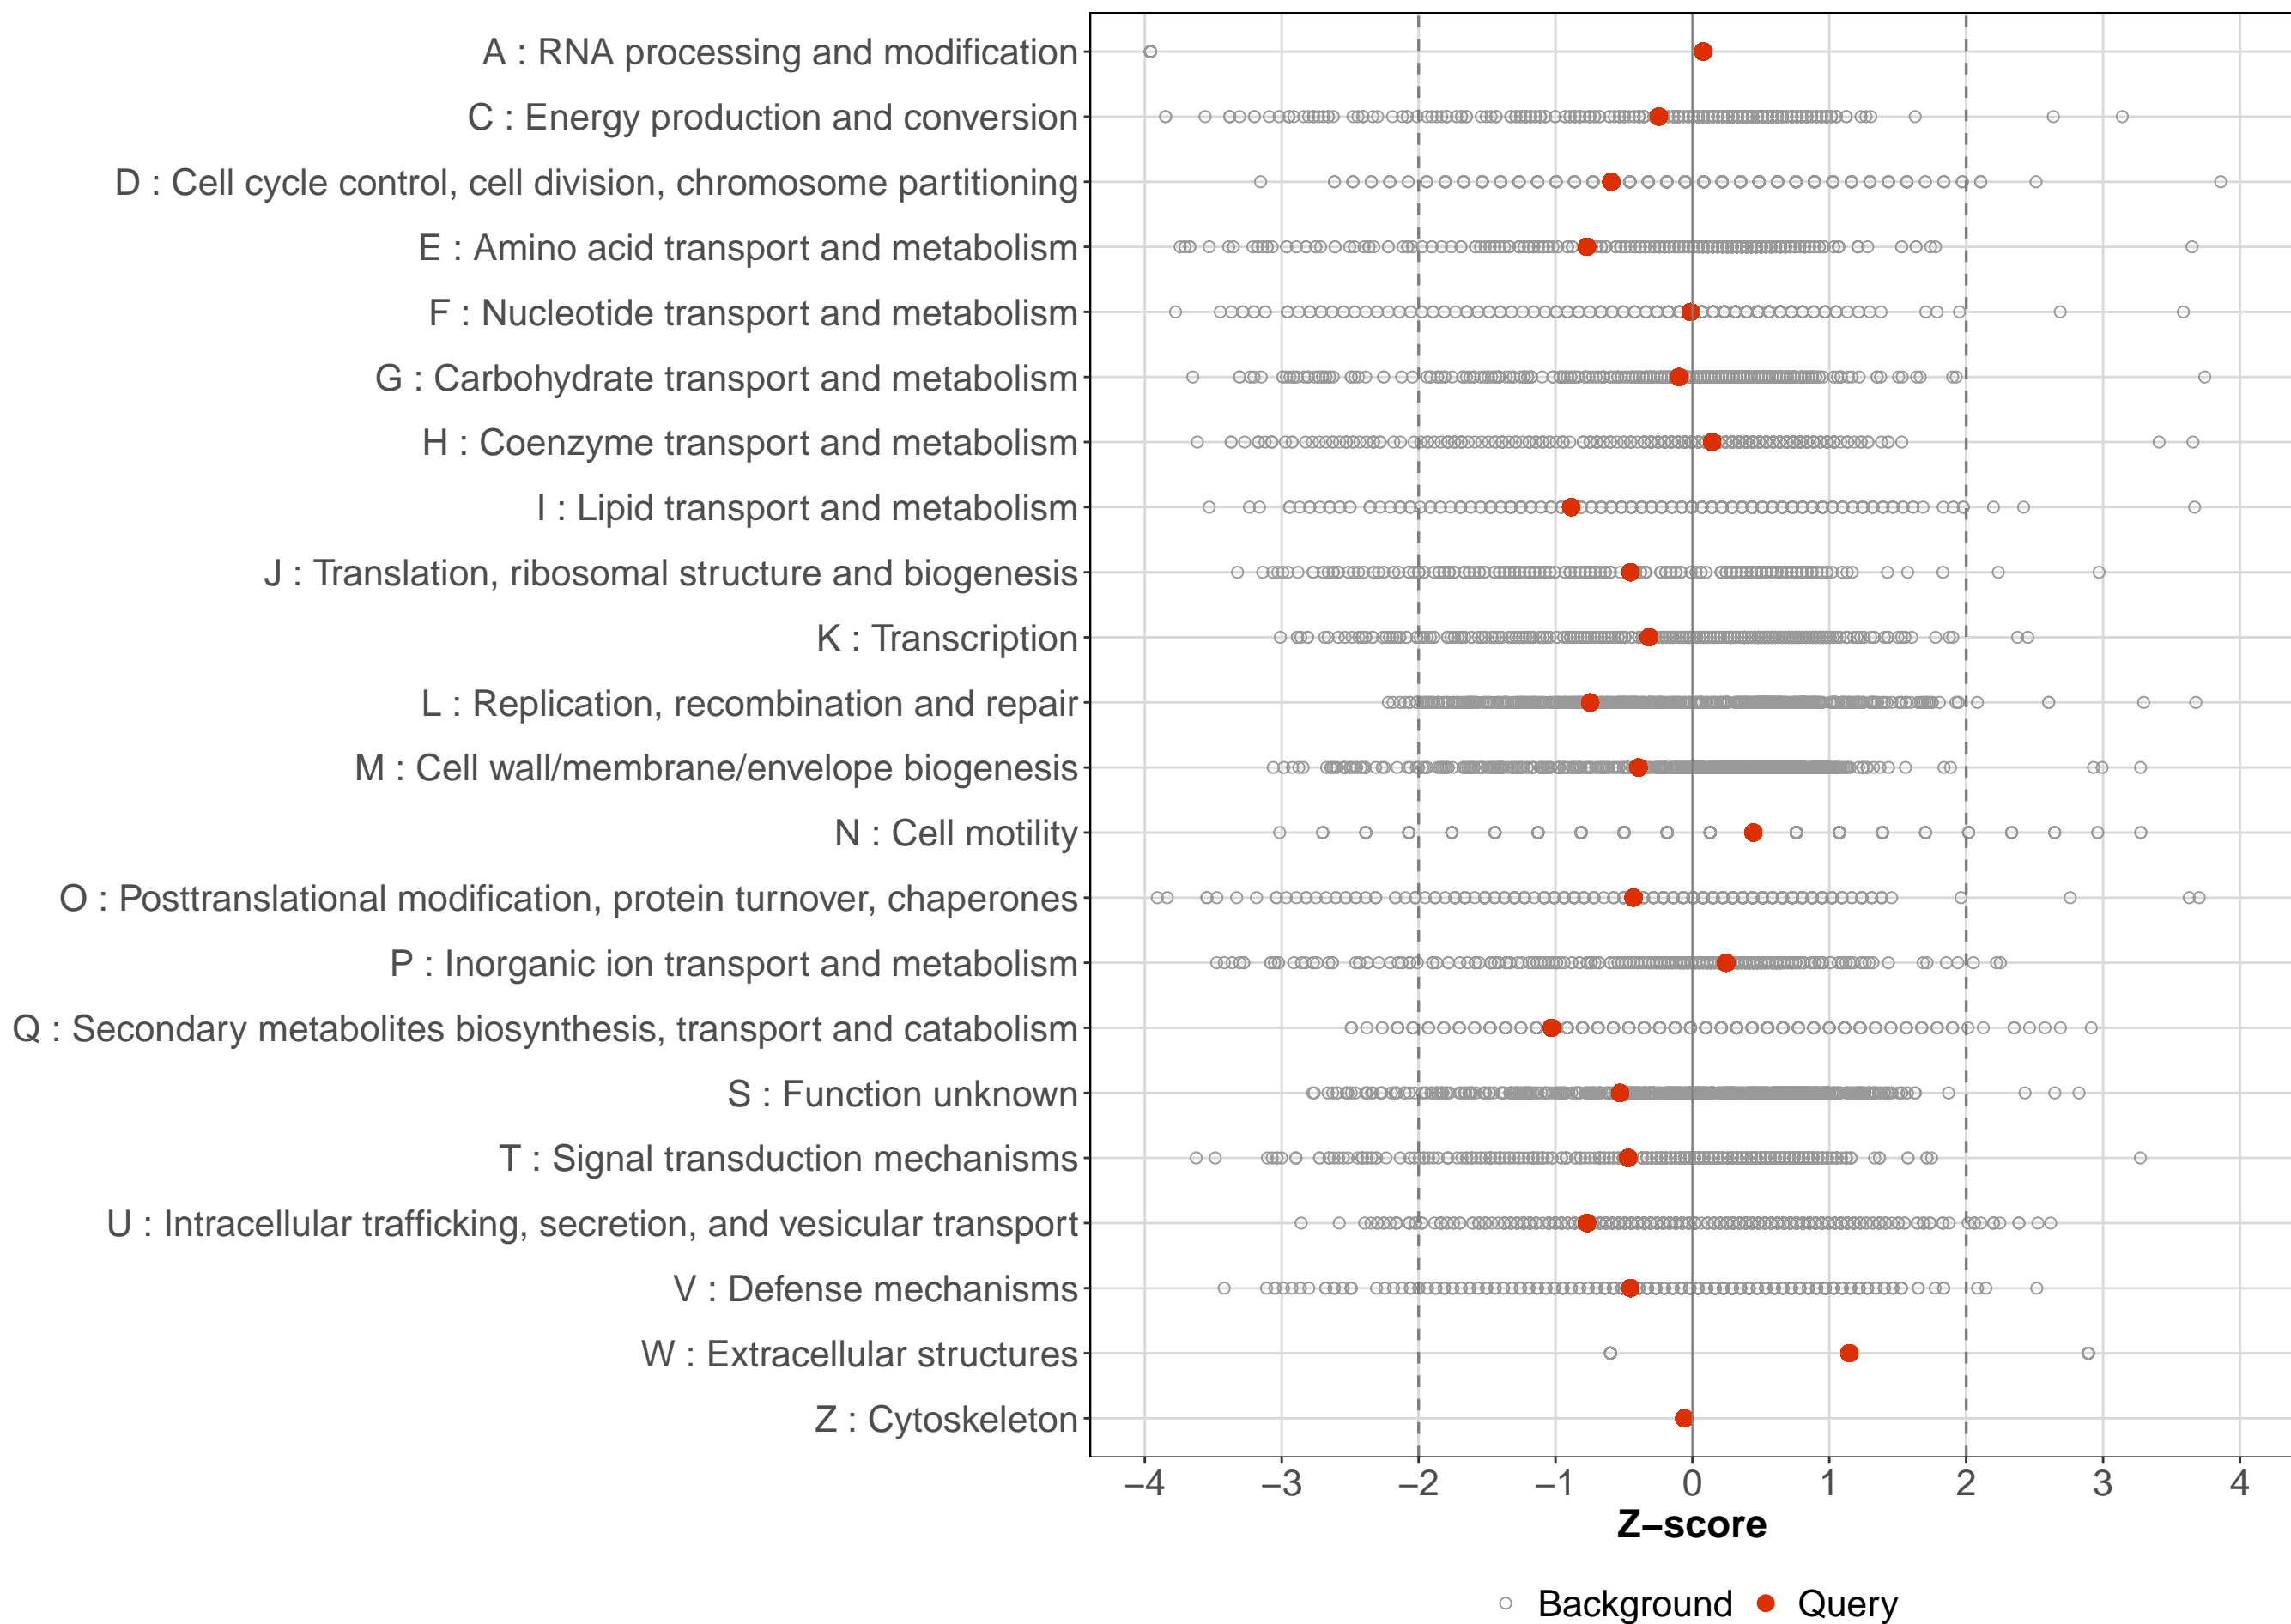 A : RNA processing and modification
C : Energy production and conversion
D : Cell cycle control, cell division, chromosome partitioning
E : Amino acid transport and metabolism
F : Nucleotide transport and metabolism
G : Carbohydrate transport and metabolism
H : Coenzyme transport and metabolism
I : Lipid transport and metabolism
J : Translation, ribosomal structure and biogenesis
K : Transcription
L : Replication, recombination and repair
M : Cell wall/membrane/envelope biogenesis
N : Cell motility
O : Posttranslational modification, protein turnover, chaperones
P : Inorganic ion transport and metabolism
Q : Secondary metabolites biosynthesis, transport and catabolism
S : Function unknown
T : Signal transduction mechanisms
U : Intracellular trafficking, secretion, and vesicular transport
V : Defense mechanisms
W : Extracellular structures
Z : Cytoskeleton
−4 −3 −2 −1 0 1 2 3 4
Z−score
Background Query